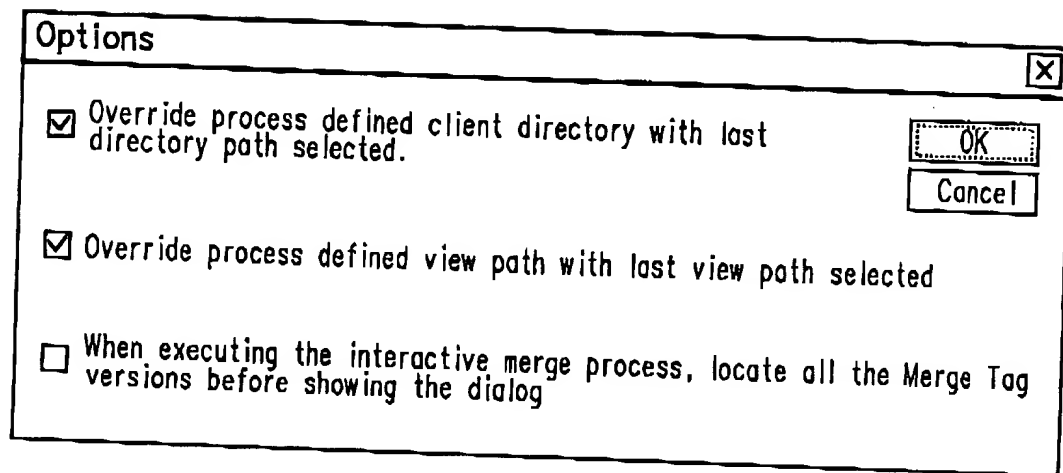 Options
X
Override process defined client directory with last
directory path selected.
OK
Cancel
Override process defined view path with last view path selected
When executing the interactive merge process, locate all the Merge Tag
versions before showing the dialog